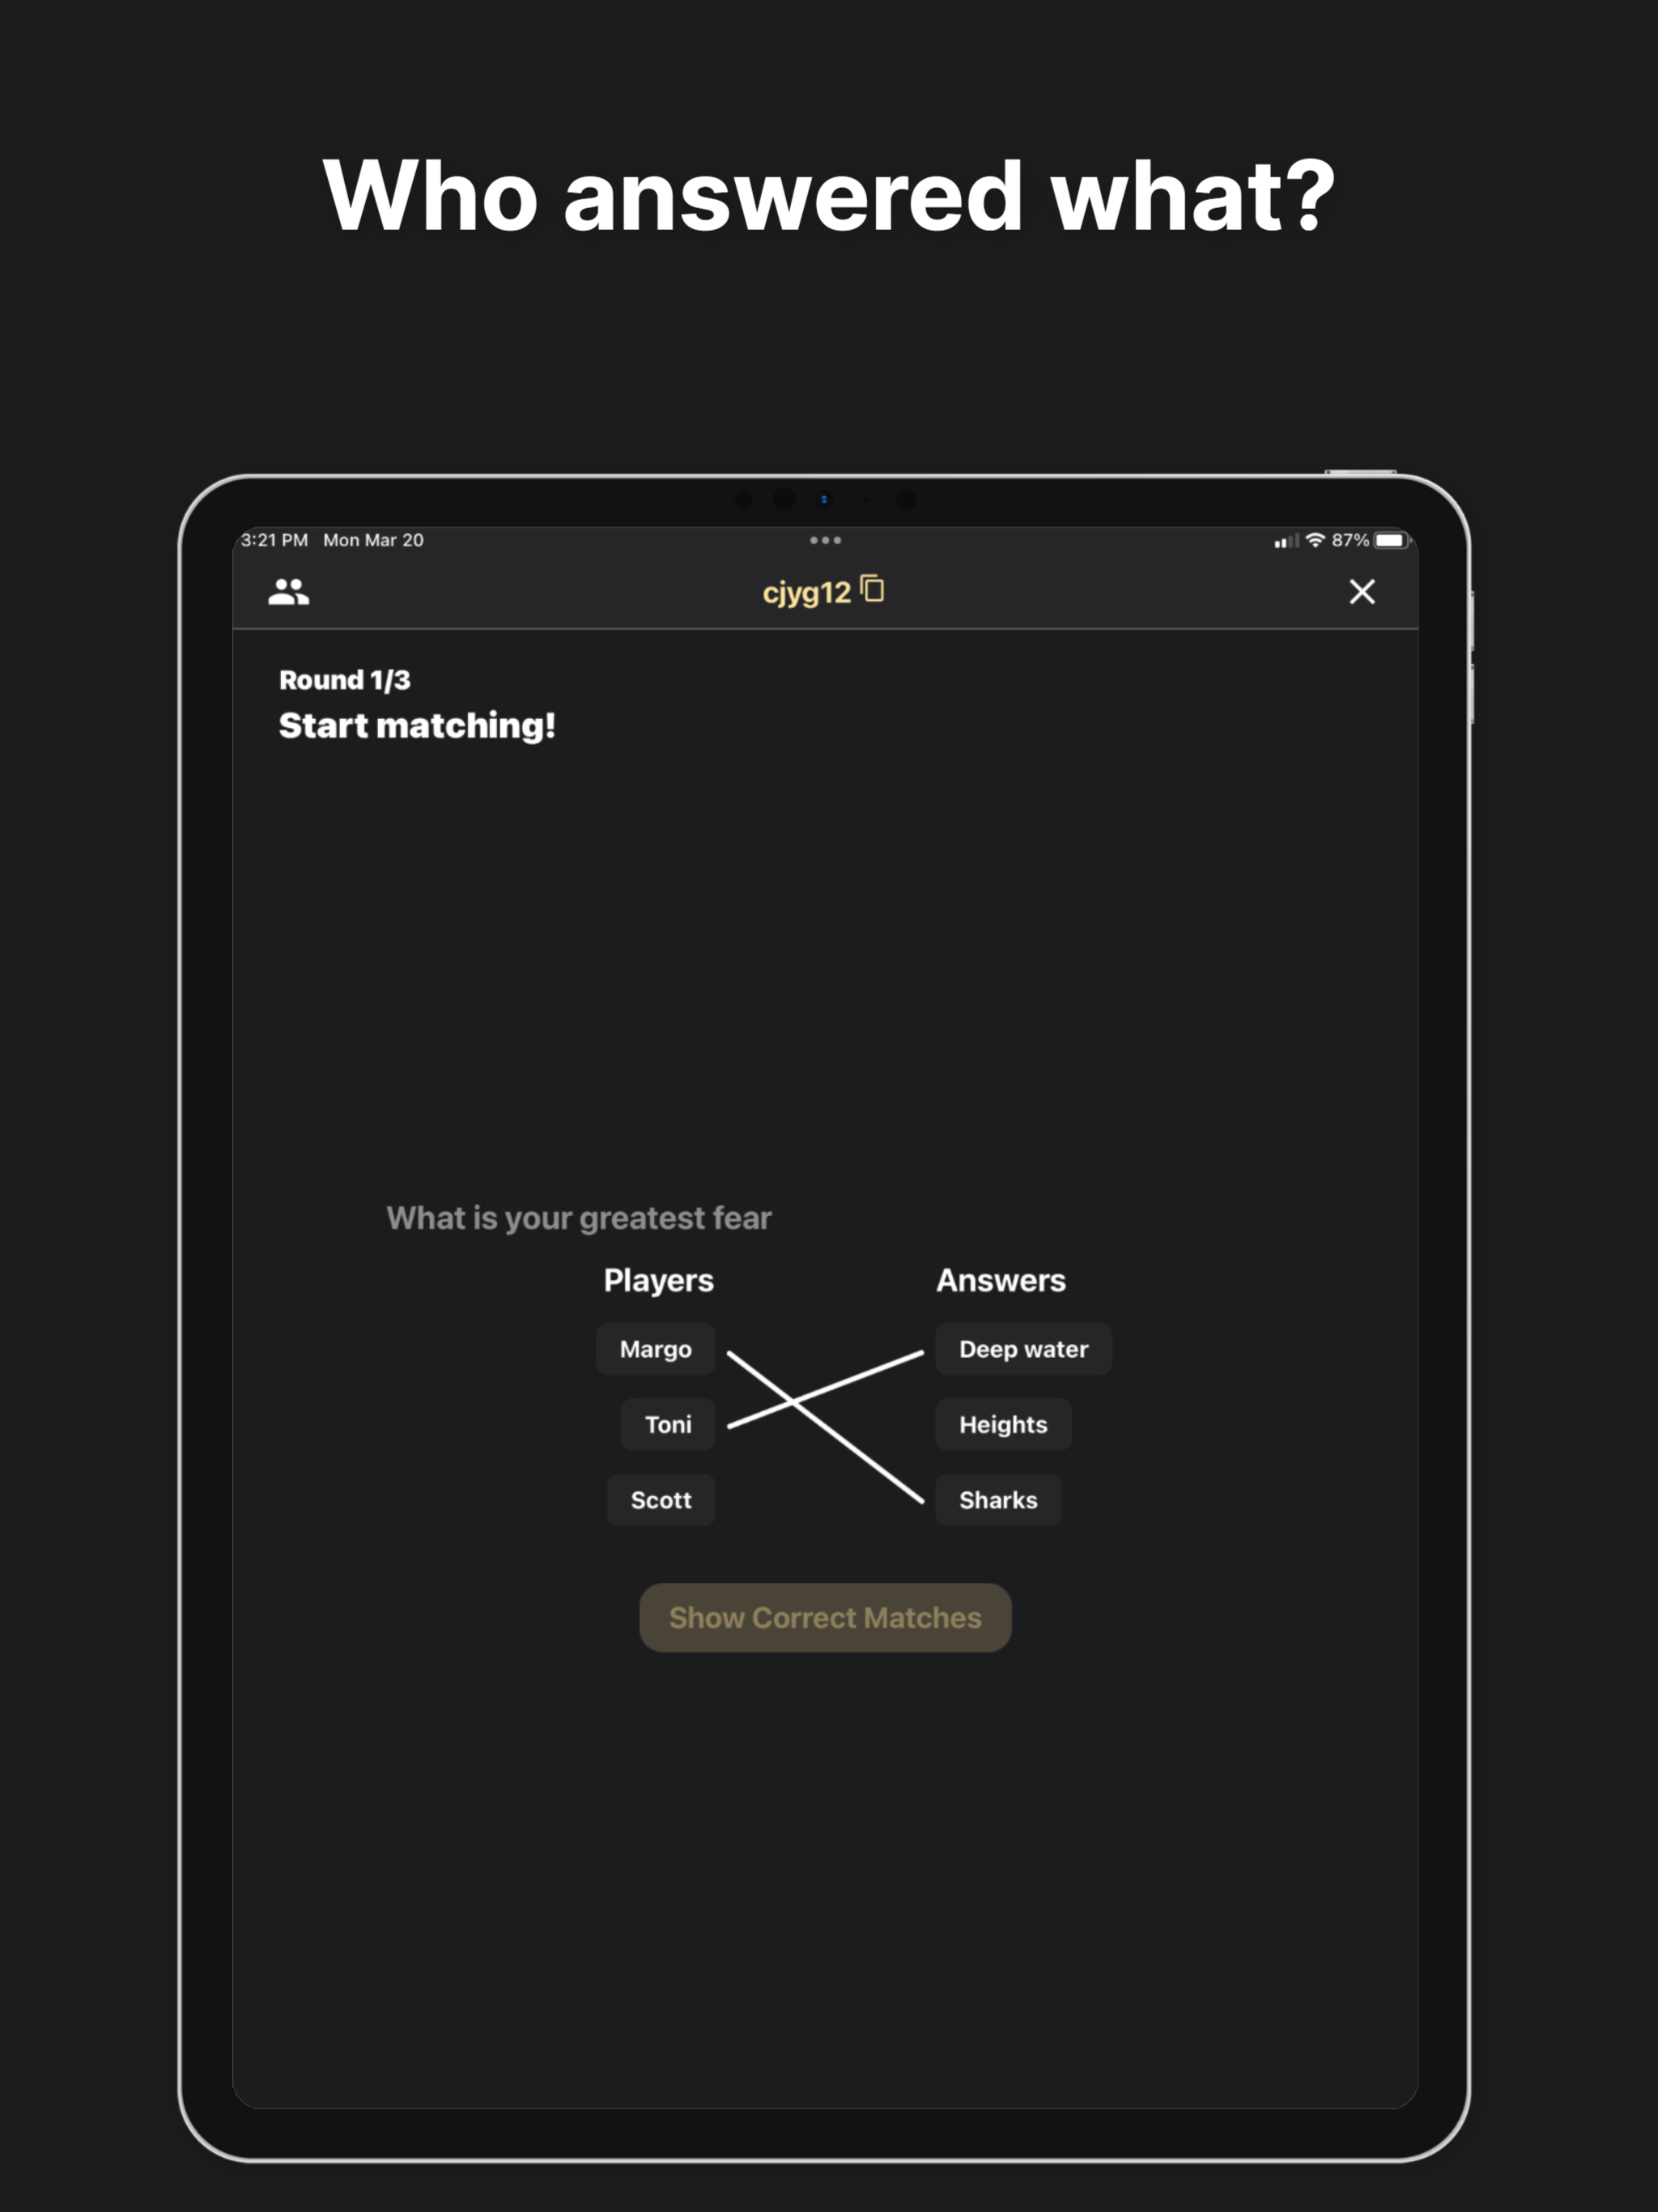 Who answered what?
3:21 PM Mon Mar 20
87%
cjyg12
Round 1/3
Start matching!
What is your greatest fear
Players Answers
Margo Deep water
Toni Heights
Scott Sharks
Show Correct Matches